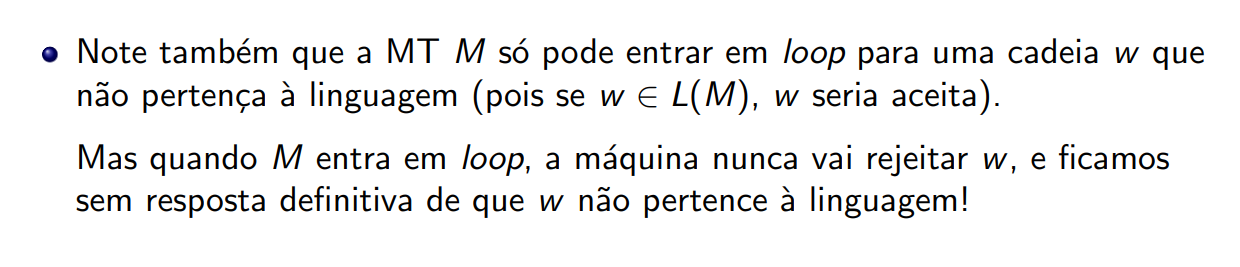 Note também que a MT M só pode entrar em loop para uma cadeia w que
não pertença à linguagem (pois se w ∈ L(M), w seria aceita).
Mas quando M entra em loop, a máquina nunca vai rejeitar w, e ficamos
sem resposta definitiva de que w não pertence à linguagem!